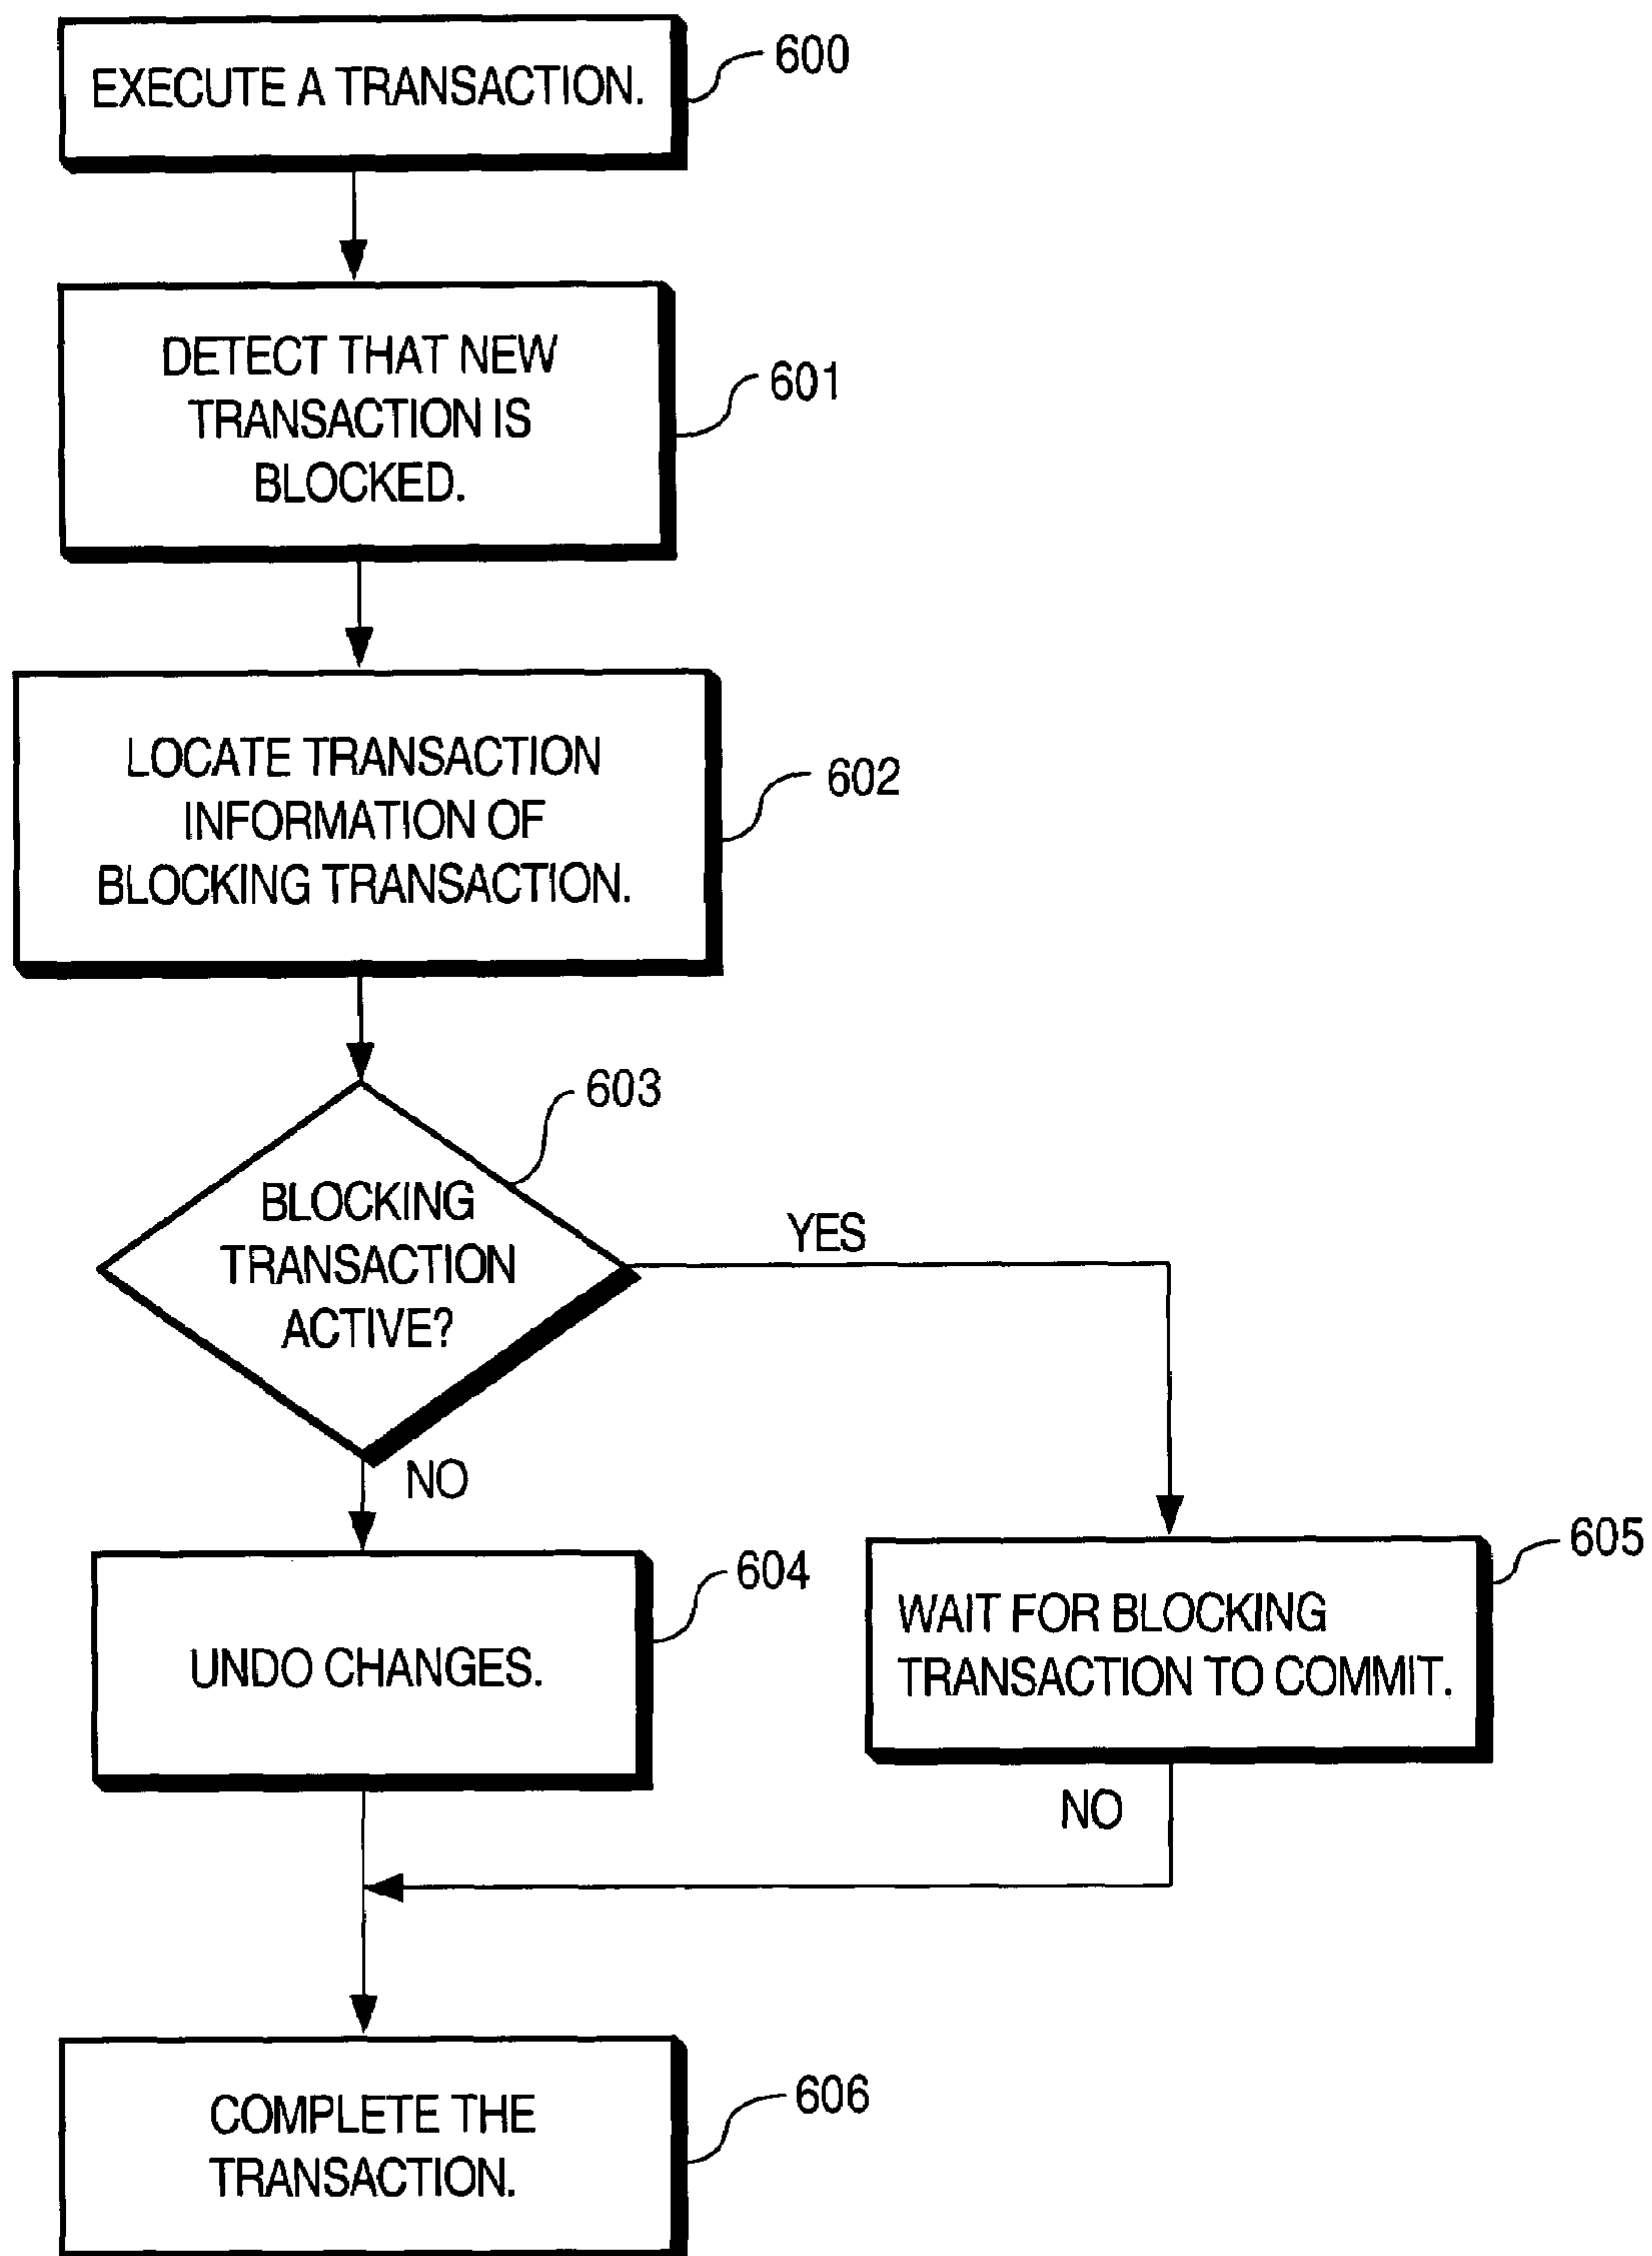 EXECUTE A TRANSACTION.
600
DETECT THAT NEW
TRANSACTION IS
BLOCKED.
601
LOCATE TRANSACTION
INFORMATION OF
BLOCKING TRANSACTION.
602
603
BLOCKING
TRANSACTION
ACTIVE?
YES
NO
604
UNDO CHANGES.
605
WAIT FOR BLOCKING
TRANSACTION TO COMMIT.
NO
COMPLETE THE
TRANSACTION.
606